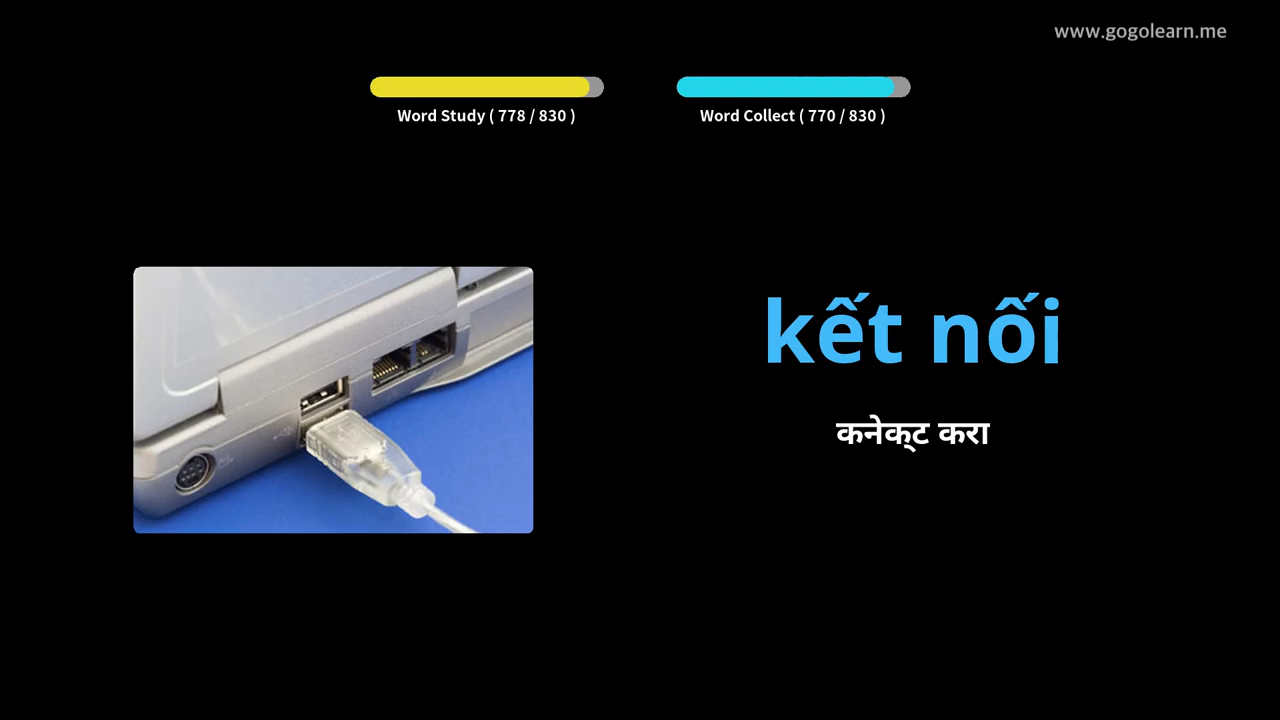 www.gogolearn.me
Word Study ( 778 / 830 )
Word Collect ( 770 / 830 )
kết nối
कनेक्ट करा